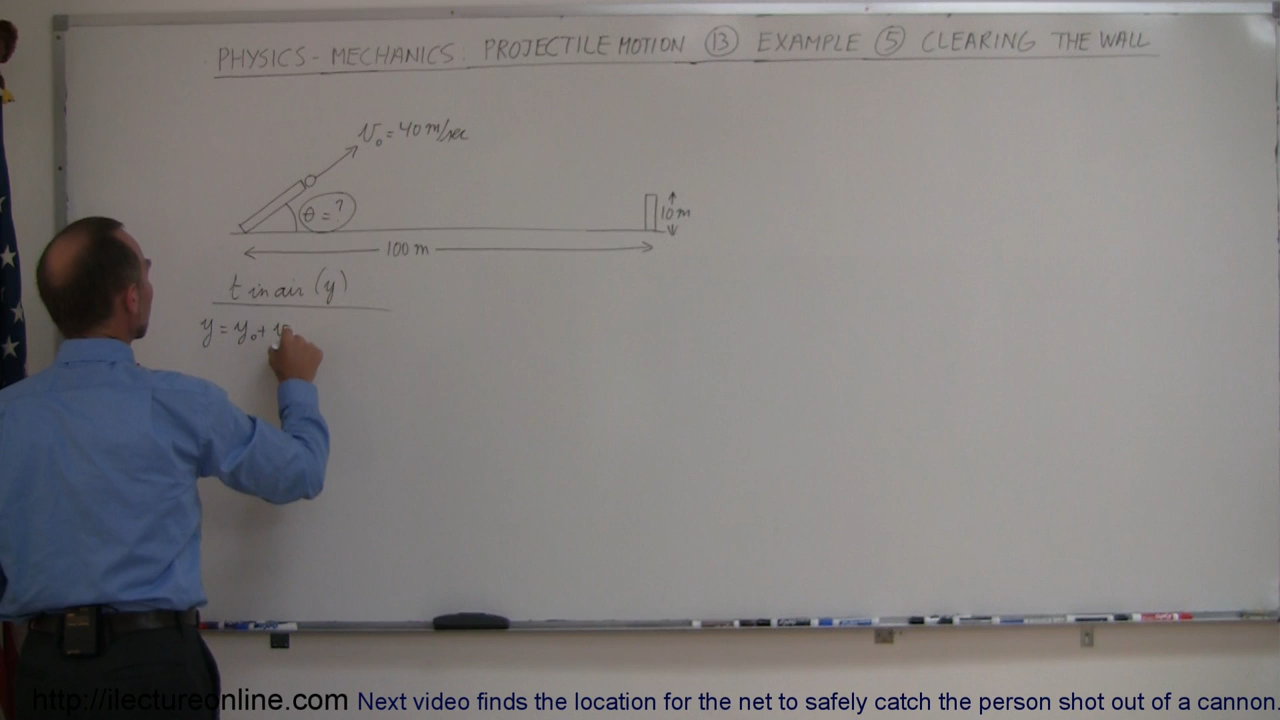 PHYSICS - MECHANICS: PROJECTILE MOTION 13 EXAMPLE 5 CLEARING THE WALL
V₀ = 40 m/sec
θ = ?
10 m
100 m
t in air (y)
y = y₀ +
http://ilectureonline.com Next video finds the location for the net to safely catch the person shot out of a cannon.